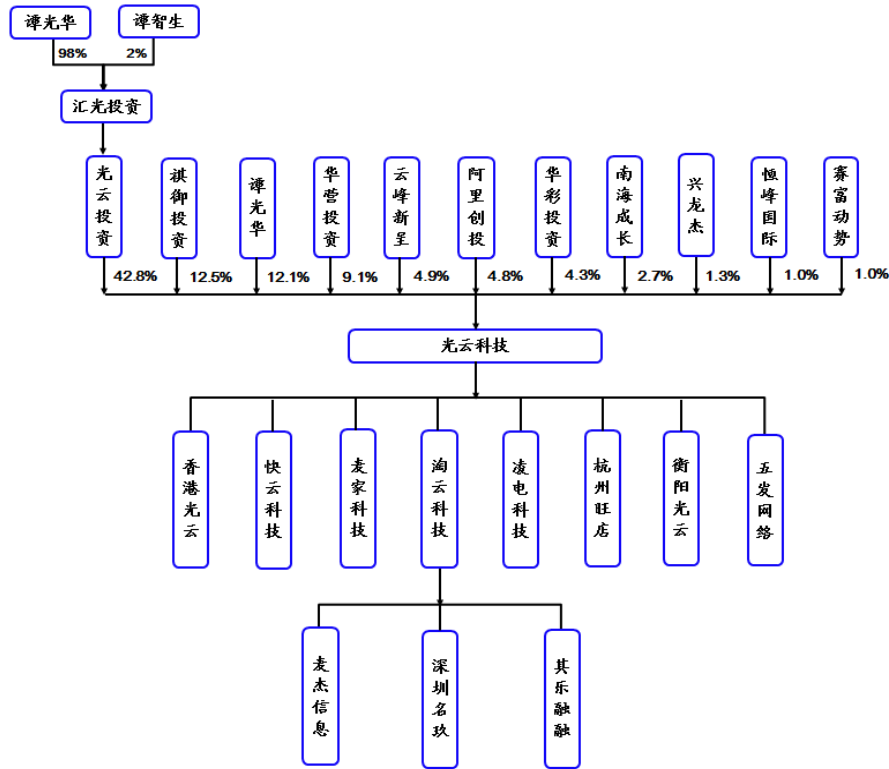 谭光华
谭智生
98%
2%
汇光投资
光云投资
祺御投资
谭光华
华营投资
云峰新呈
阿里创投
华彩投资
南海成长
兴龙杰
恒峰国际
赛富动势
42.8%
12.5%
12.1%
9.1%
4.9%
4.8%
4.3%
2.7%
1.3%
1.0%
1.0%
光云科技
香港光云
快云科技
麦家科技
淘云科技
凌电科技
杭州旺店
衡阳光云
五发网络
麦杰信息
深圳名玖
其乐融融